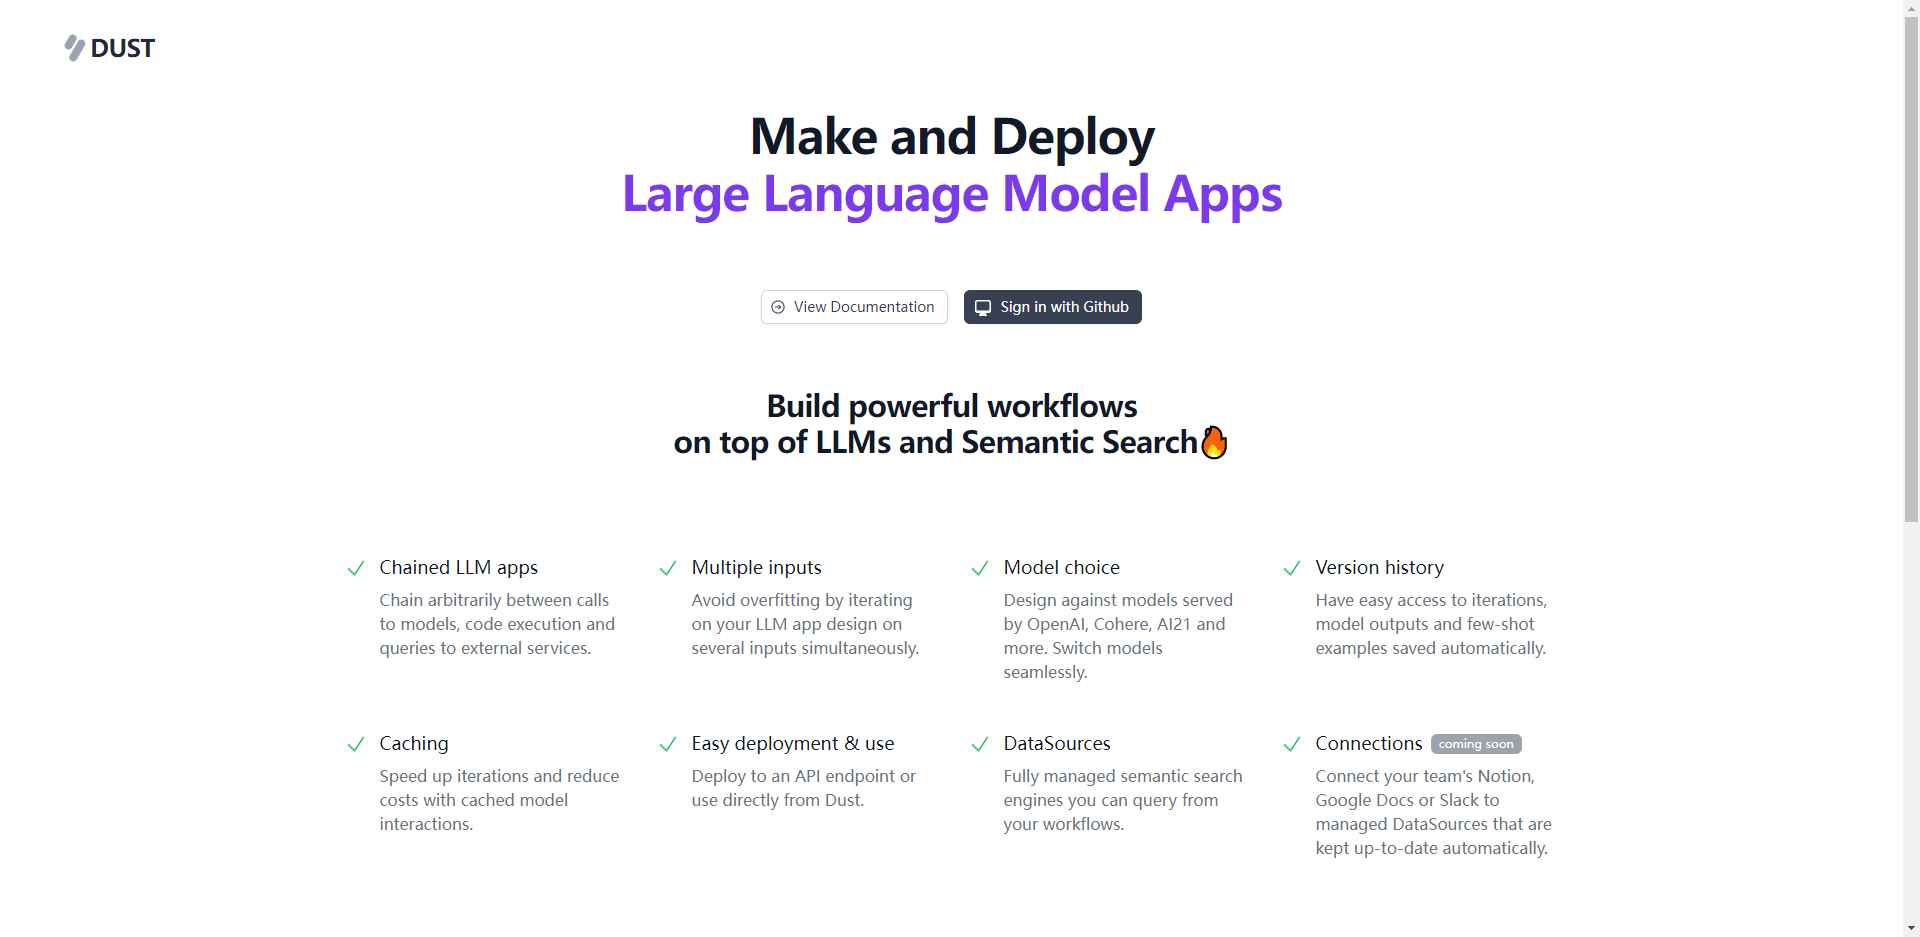 DUST
Make and Deploy
Large Language Model Apps
View Documentation
Sign in with Github
Build powerful workflows
on top of LLMs and Semantic Search🔥
Chained LLM apps
Chain arbitrarily between calls
to models, code execution and
queries to external services.
Multiple inputs
Avoid overfitting by iterating
on your LLM app design on
several inputs simultaneously.
Model choice
Design against models served
by OpenAI, Cohere, AI21 and
more. Switch models
seamlessly.
Version history
Have easy access to iterations,
model outputs and few-shot
examples saved automatically.
Caching
Speed up iterations and reduce
costs with cached model
interactions.
Easy deployment & use
Deploy to an API endpoint or
use directly from Dust.
DataSources
Fully managed semantic search
engines you can query from
your workflows.
Connections coming soon
Connect your team's Notion,
Google Docs or Slack to
managed DataSources that are
kept up-to-date automatically.